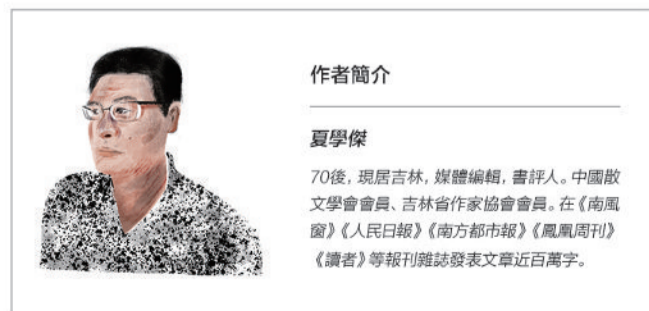 作者簡介
夏學傑
70後，現居吉林，媒體編輯，書評人。中國散
文學會會員、吉林省作家協會會員。在《南風
窗》《人民日報》《南方都市報》《鳳凰周刊》
《讀者》等報刊雜誌發表文章近百萬字。